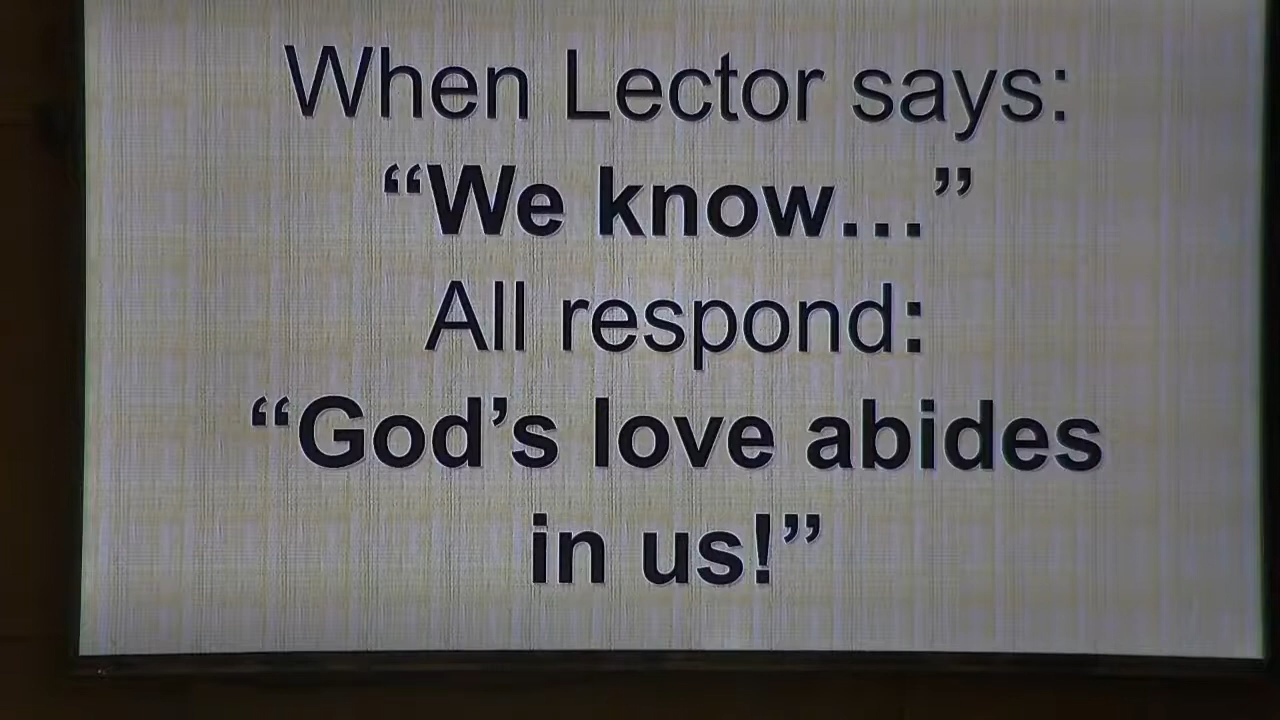 When Lector says:
“We know…”
All respond:
“God’s love abides
in us!”